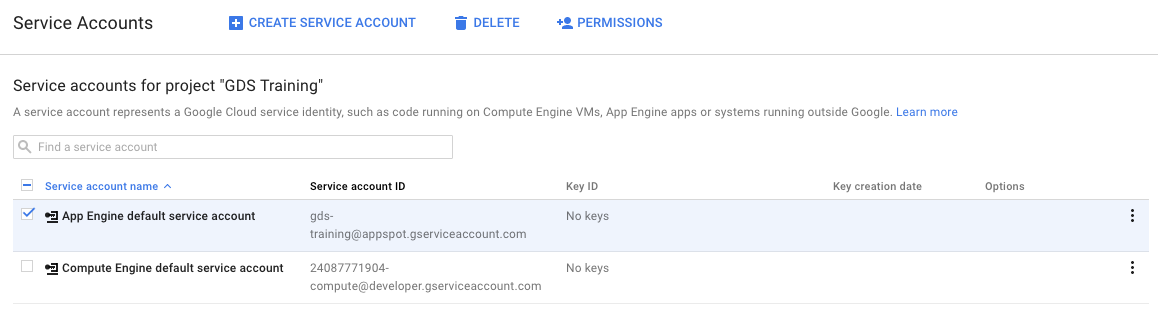 Service Accounts CREATE SERVICE ACCOUNT DELETE PERMISSIONS
Service accounts for project "GDS Training"
A service account represents a Google Cloud service identity, such as code running on Compute Engine VMs, App Engine apps or systems running outside Google. Learn more
Find a service account
Service account name Service account ID Key ID Key creation date Options
App Engine default service account gds- No keys
training@appspot.gserviceaccount.com
Compute Engine default service account 24087771904- No keys
compute@developer.gserviceaccount.com